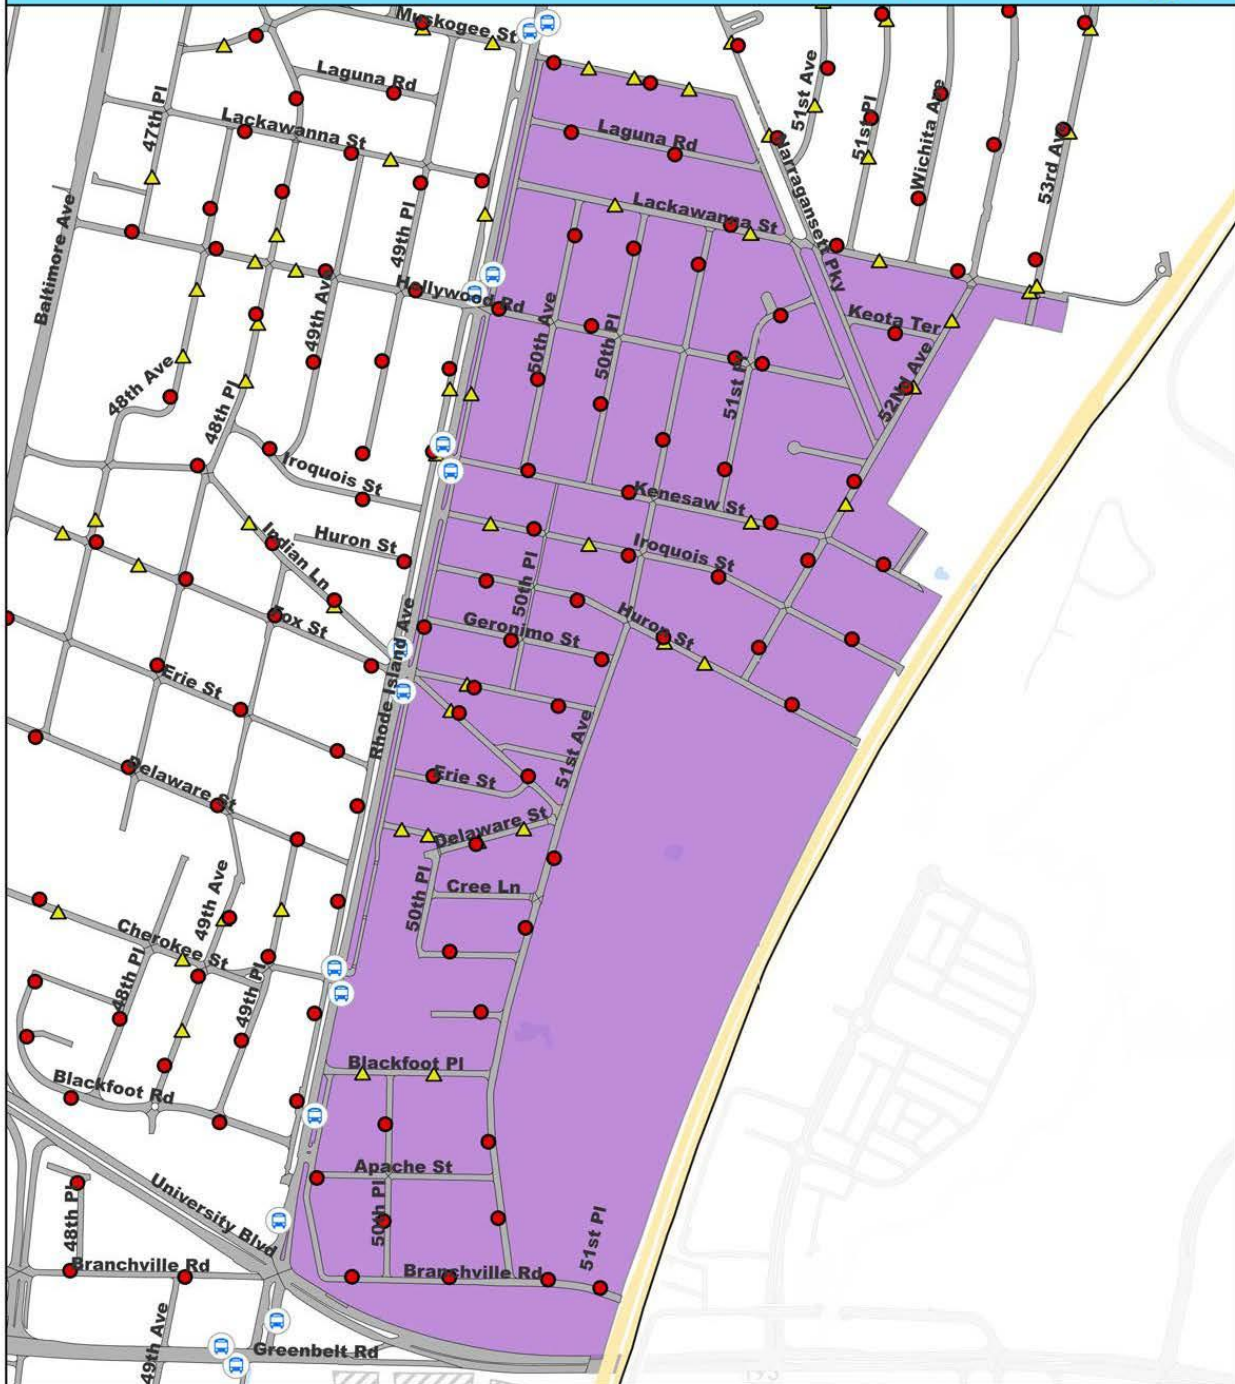 Muskogee St
Laguna Rd
Lackawanna St
47th Pl
49th Pl
Baltimore Ave
Hollywood Rd
49th Ave
48th Ave
48th Pl
Iroquois St
Huron St
Indian Ln
Fox St
Rhode Island Ave
Erie St
Delaware St
49th Ave
Cherokee St
48th Pl
49th Pl
Blackfoot Rd
University Blvd
48th Pl
Branchville Rd
49th Ave
Greenbelt Rd
51st Ave
51st Pl
Wichita Ave
53rd Ave
Laguna Rd
Narragansett Pky
Lackawanna St
50th Ave
50th Pl
51st Pl
Keota Ter
52Nd Ave
Kenesaw St
Iroquois St
50th Pl
Huron St
Geronimo St
51st Ave
Erie St
Delaware St
50th Pl
Cree Ln
Blackfoot Pl
Apache St
50th Pl
51st Pl
Branchville Rd
193